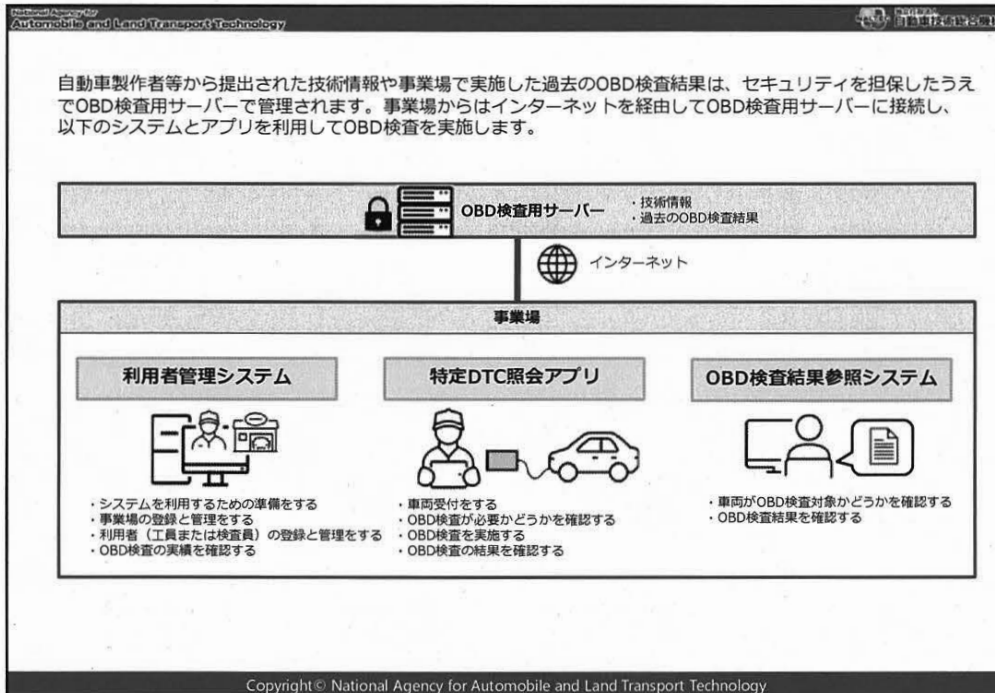 National Agency for
Automobile and Land Transport Technology
自動車技術総合機構
自動車製作者等から提出された技術情報や事業場で実施した過去のOBD検査結果は、セキュリティを担保したうえ
でOBD検査用サーバーで管理されます。事業場からはインターネットを経由してOBD検査用サーバーに接続し、
以下のシステムとアプリを利用してOBD検査を実施します。
OBD検査用サーバー
・技術情報
・過去のOBD検査結果
インターネット
事業場
利用者管理システム
・システムを利用するための準備をする
・事業場の登録と管理をする
・利用者（工員または検査員）の登録と管理をする
・OBD検査の実績を確認する
特定DTC照会アプリ
・車両受付をする
・OBD検査が必要かどうかを確認する
・OBD検査を実施する
・OBD検査の結果を確認する
OBD検査結果参照システム
・車両がOBD検査対象かどうかを確認する
・OBD検査結果を確認する
Copyright© National Agency for Automobile and Land Transport Technology